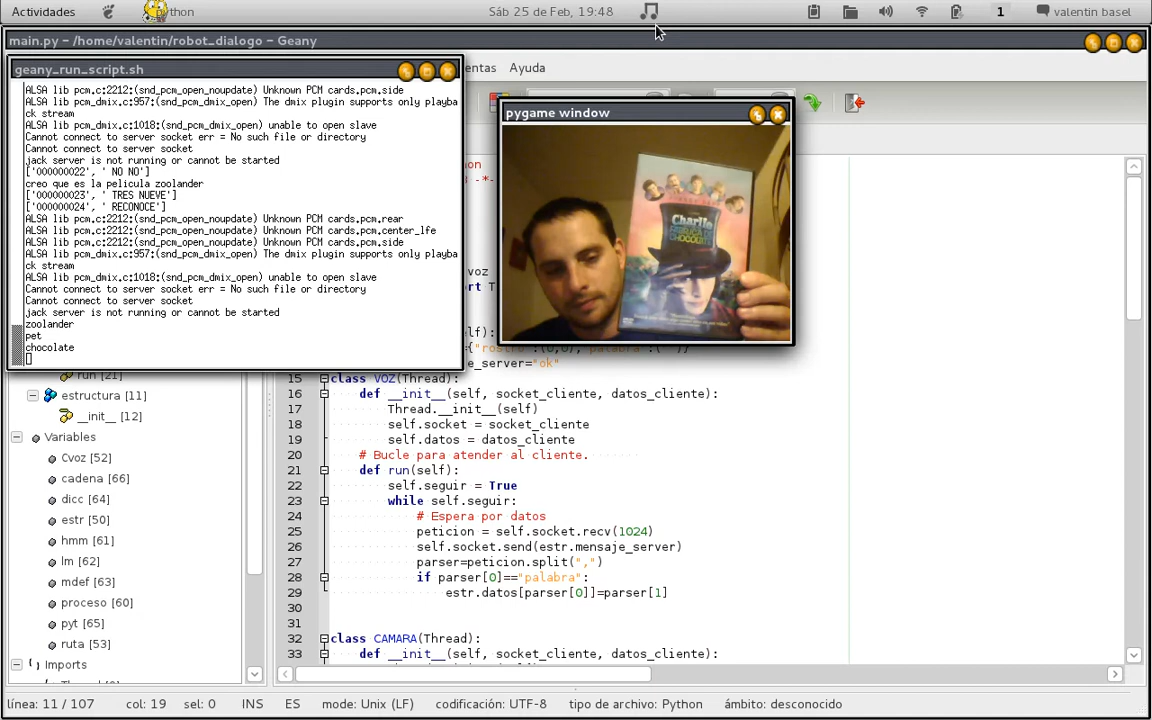 Actividades
python
Sáb 25 de Feb, 19:48
1
valentin basel
main.py - /home/valentin/robot_dialogo - Geany
geany_run_script.sh
entas
Ayuda
ALSA lib pcm.c:2212:(snd_pcm_open_noupdate) Unknown PCM cards.pcm.side
ALSA lib pcm_dmix.c:957:(snd_pcm_dmix_open) The dmix plugin supports only playba
ck stream
ALSA lib pcm_dmix.c:1018:(snd_pcm_dmix_open) unable to open slave
Cannot connect to server socket err = No such file or directory
Cannot connect to server socket
jack server is not running or cannot be started
['000000022', ' NO NO']
creo que es la pelicula zoolander
['000000023', ' TRES NUEVE']
['000000024', ' RECONOCE']
ALSA lib pcm.c:2212:(snd_pcm_open_noupdate) Unknown PCM cards.pcm.rear
ALSA lib pcm.c:2212:(snd_pcm_open_noupdate) Unknown PCM cards.pcm.center_lfe
ALSA lib pcm.c:2212:(snd_pcm_open_noupdate) Unknown PCM cards.pcm.side
ALSA lib pcm_dmix.c:957:(snd_pcm_dmix_open) The dmix plugin supports only playba
ck stream
ALSA lib pcm_dmix.c:1018:(snd_pcm_dmix_open) unable to open slave
Cannot connect to server socket err = No such file or directory
Cannot connect to server socket
jack server is not running or cannot be started
zoolander
pet
chocolate
pygame window
Charlie
CHOCOLATE
on
-*-
voz
ort T
lf):
={"rostro":(0,0),"palabra":(" ")}
e_server="ok"
run [21]
estructura [11]
__init__ [12]
Variables
Cvoz [52]
cadena [66]
dicc [64]
estr [50]
hmm [61]
lm [62]
mdef [63]
proceso [60]
pyt [65]
ruta [53]
Imports
15 class VOZ(Thread):
16 def __init__(self, socket_cliente, datos_cliente):
17 Thread.__init__(self)
18 self.socket = socket_cliente
19 self.datos = datos_cliente
20 # Bucle para atender al cliente.
21 def run(self):
22 self.seguir = True
23 while self.seguir:
24 # Espera por datos
25 peticion = self.socket.recv(1024)
26 self.socket.send(estr.mensaje_server)
27 parser=peticion.split(",")
28 if parser[0]=="palabra":
29 estr.datos[parser[0]]=parser[1]
30
31
32 class CAMARA(Thread):
33 def __init__(self, socket_cliente, datos_cliente):
línea: 11 / 107
col: 19
sel: 0
INS
ES
mode: Unix (LF)
codificación: UTF-8
tipo de archivo: Python
ámbito: desconocido